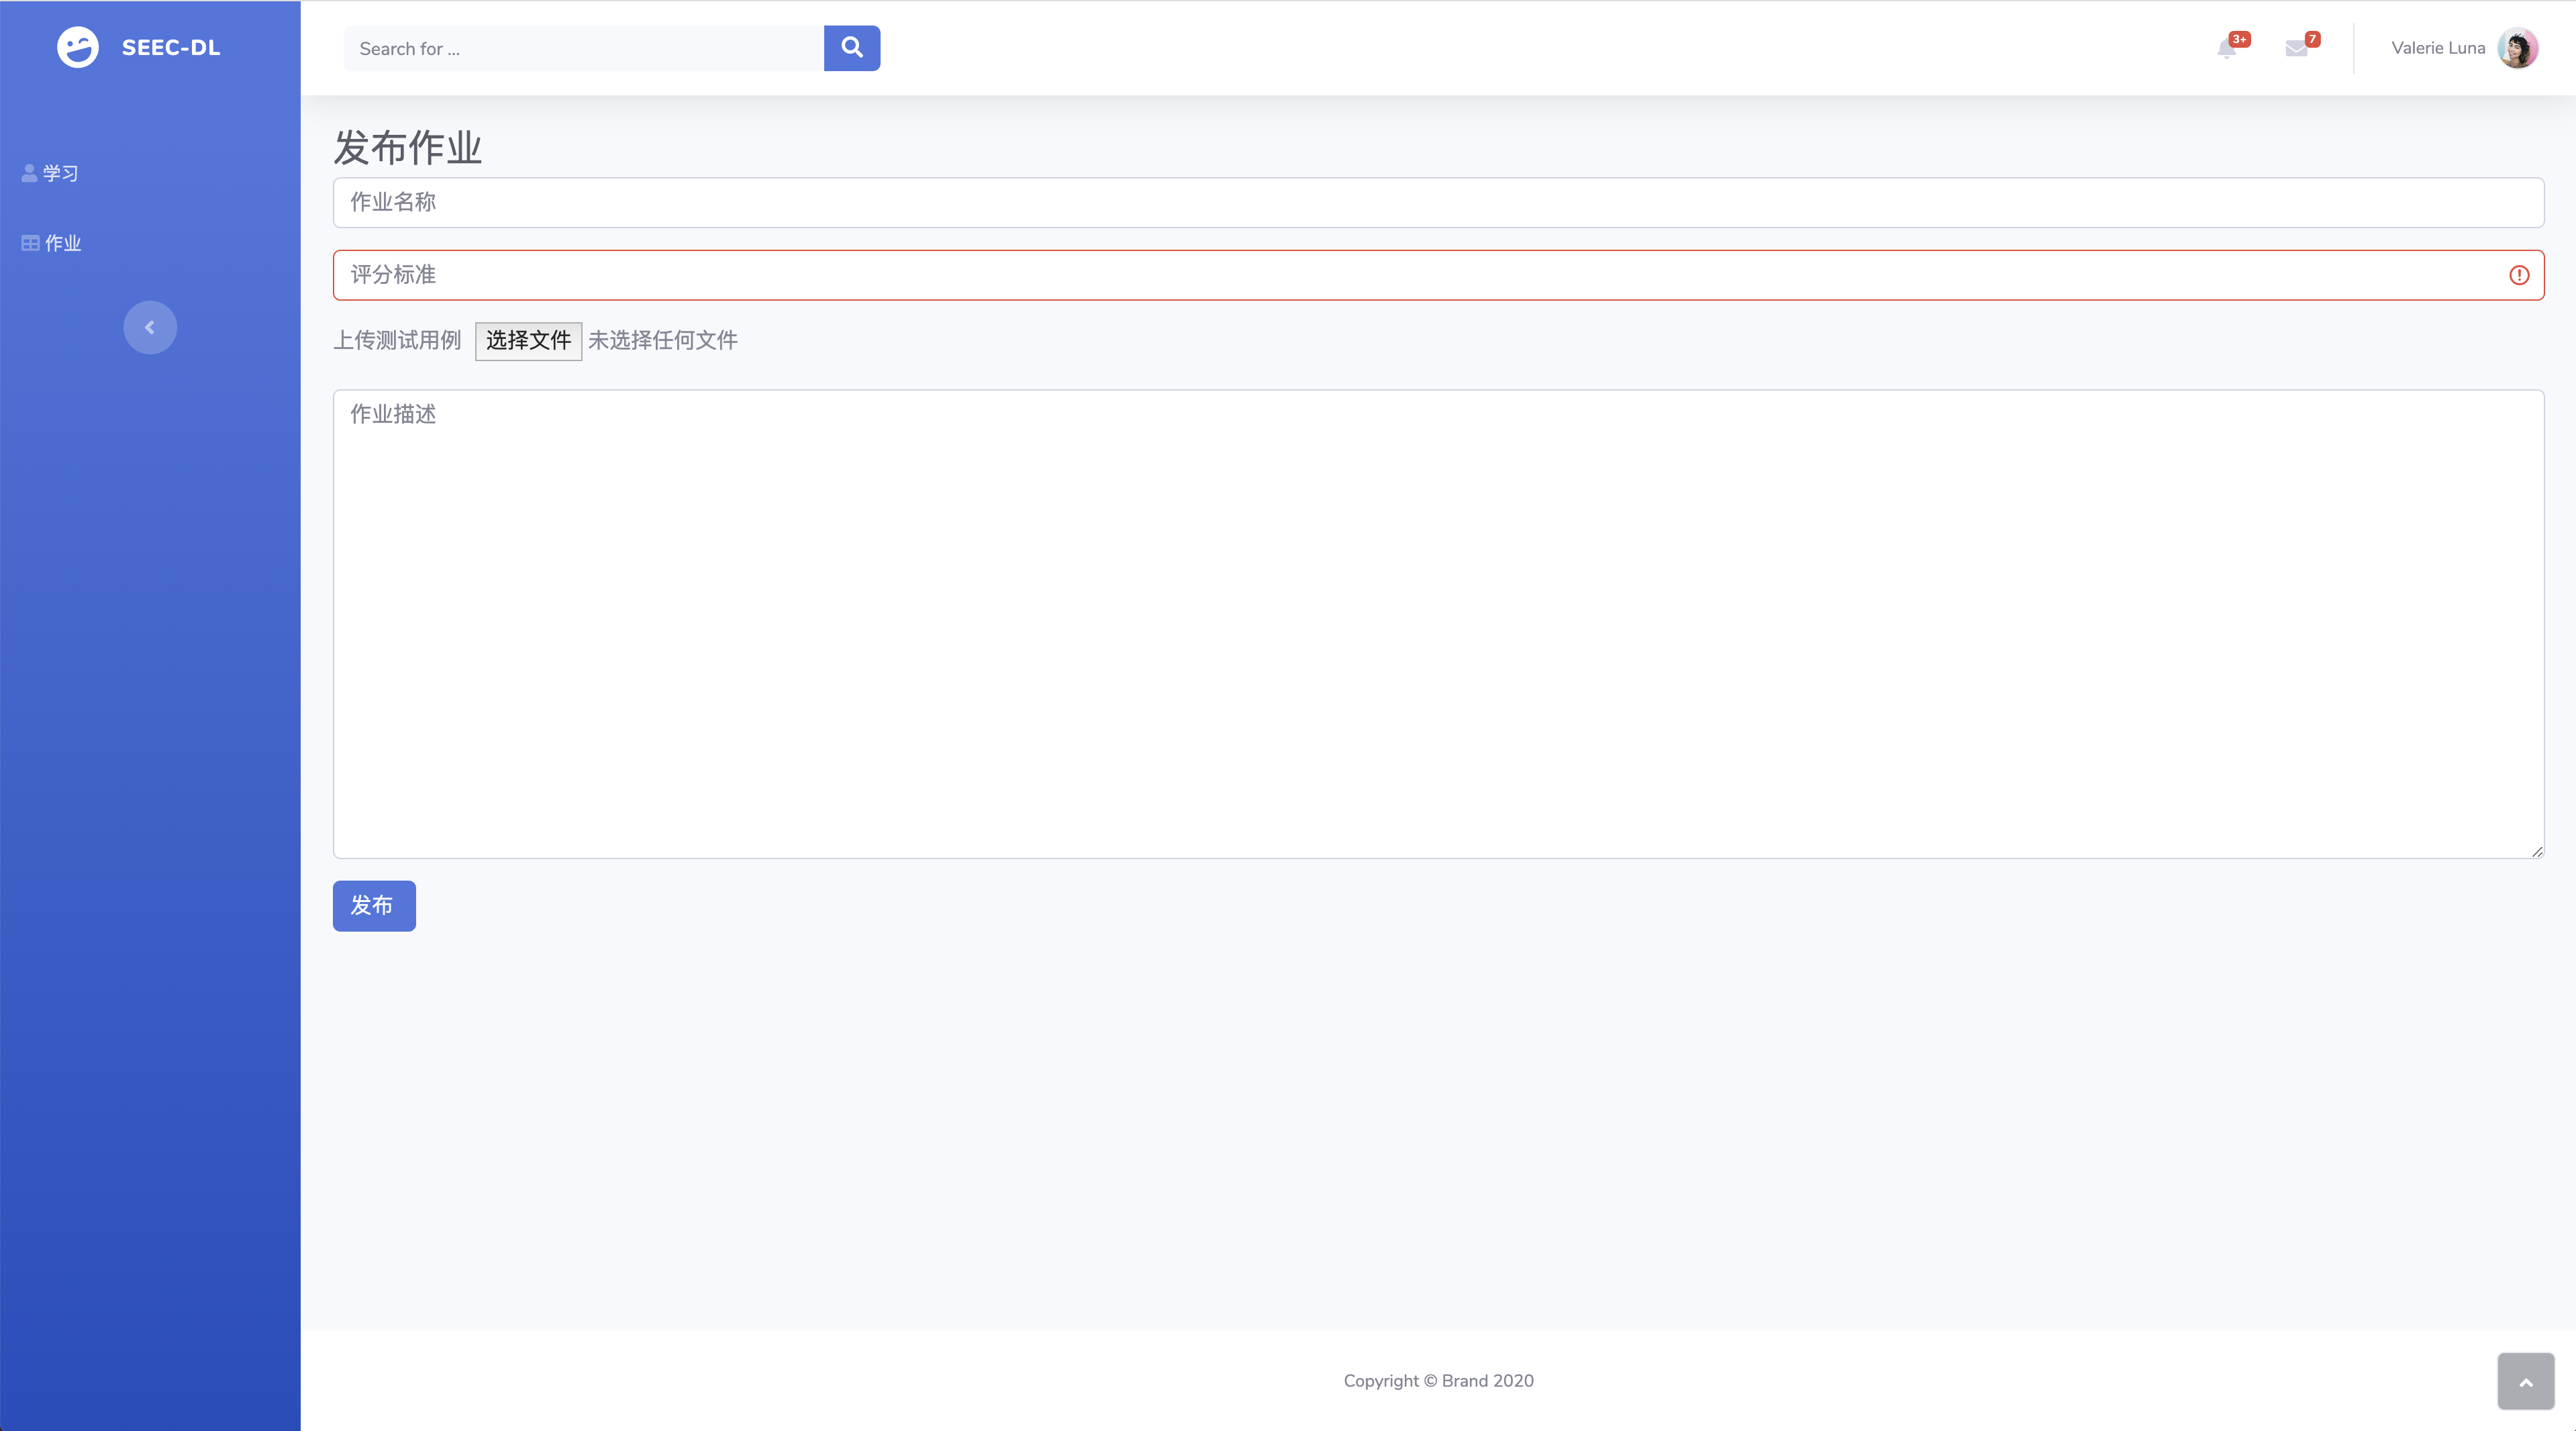 SEEC-DL
学习
作业
Search for ...
3+
7
Valerie Luna
发布作业
作业名称
评分标准
上传测试用例 选择文件 未选择任何文件
作业描述
发布
Copyright © Brand 2020